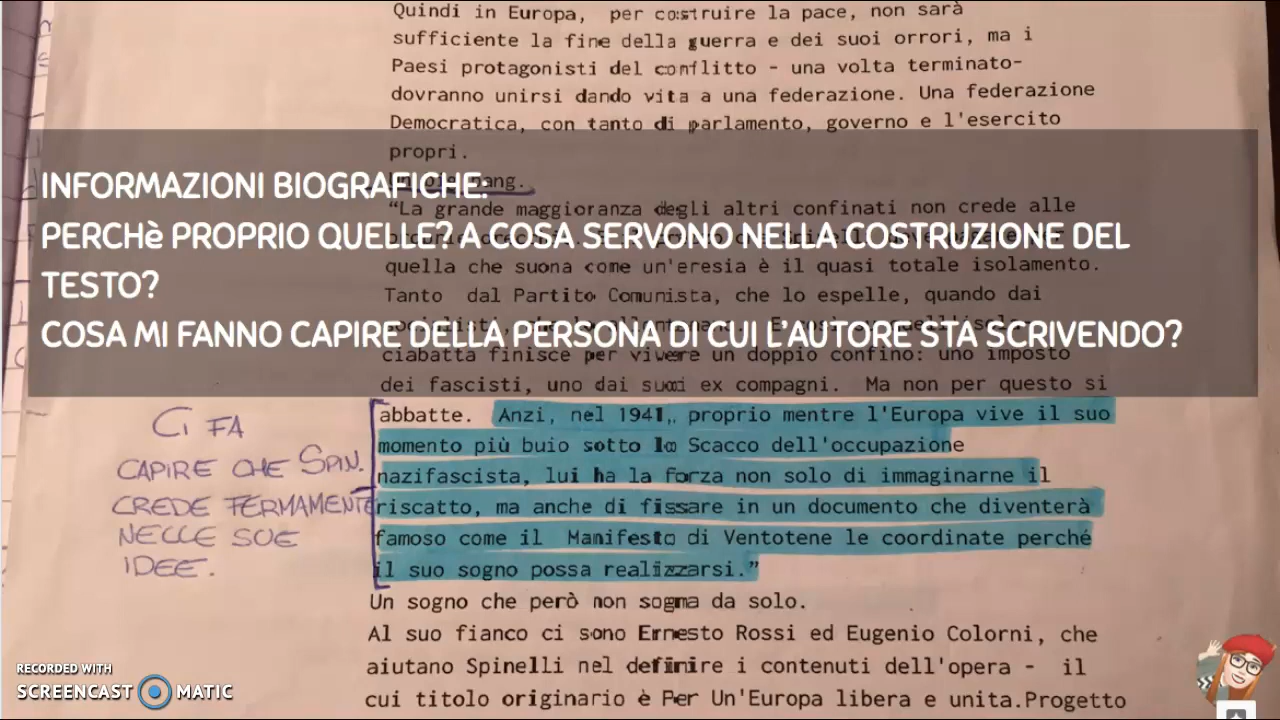 Quindi in Europa, per costruire la pace, non sarà
sufficiente la fine della guerra e dei suoi orrori, ma i
Paesi protagonisti del conflitto - una volta terminato-
dovranno unirsi dando vita a una federazione. Una federazione
Democratica, con tanto di parlamento, governo e l'esercito
propri.
INFORMAZIONI BIOGRAFICHE:
PERCHè PROPRIO QUELLE? A COSA SERVONO NELLA COSTRUZIONE DEL
TESTO?
COSA MI FANNO CAPIRE DELLA PERSONA DI CUI L'AUTORE STA SCRIVENDO?
bang.
"La grande maggioranza degli altri confinati non crede alle
quella che suona come un'eresia è il quasi totale isolamento.
Tanto dal Partito Comunista, che lo espelle, quando dai
ciabatta finisce per vivere un doppio confino: uno imposto
dei fascisti, uno dai suoi ex compagni. Ma non per questo si
abbatte. Anzi, nel 1941, proprio mentre l'Europa vive il suo
momento più buio sotto lo Scacco dell'occupazione
nazifascista, lui ha la forza non solo di immaginarne il
riscatto, ma anche di fissare in un documento che diventerà
famoso come il Manifesto di Ventotene le coordinate perché
il suo sogno possa realizzarsi."
CI FA
CAPIRE CHE SPIN.
CREDE FERMAMENTE
NELLE SUE
IDEE.
Un sogno che però non sogna da solo.
Al suo fianco ci sono Ernesto Rossi ed Eugenio Colorni, che
aiutano Spinelli nel definire i contenuti dell'opera - il
cui titolo originario è Per Un'Europa libera e unita.Progetto
RECORDED WITH
SCREENCAST MATIC